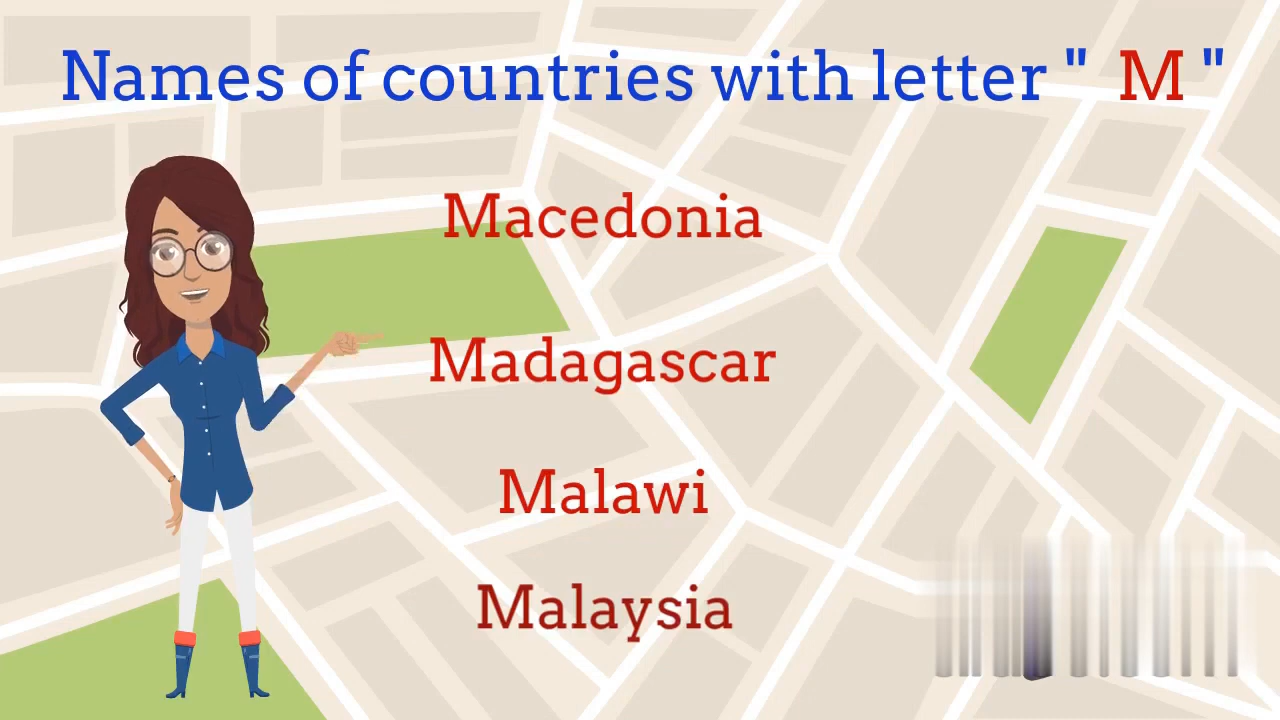 Names of countries with letter " M "
Macedonia
Madagascar
Malawi
Malaysia